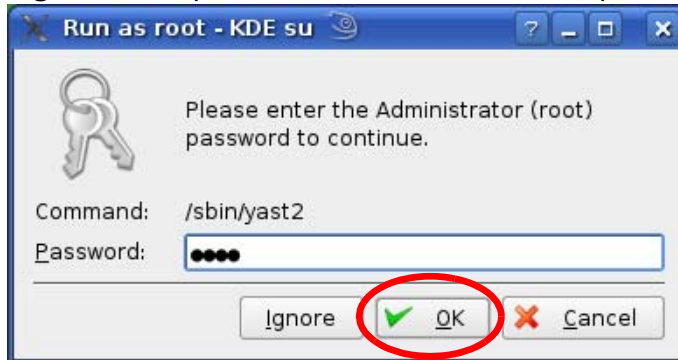 Run as root - KDE su
Please enter the Administrator (root)
password to continue.
Command: /sbin/yast2
Password: ●●●●
Ignore OK Cancel